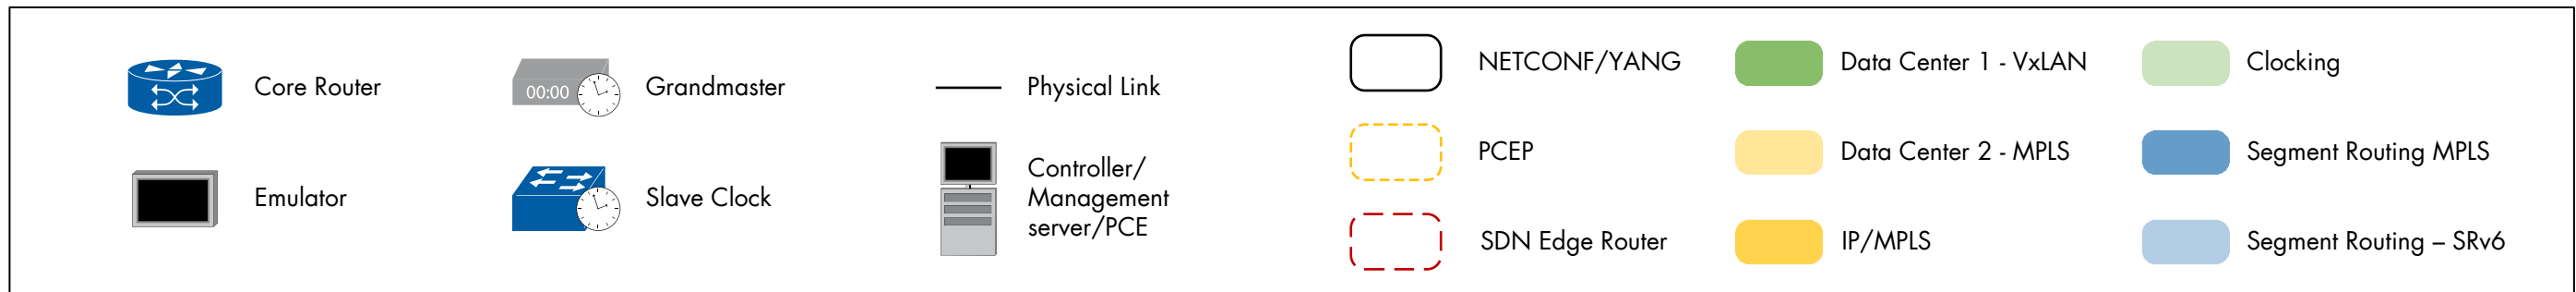 Core Router
Emulator
00:00
Grandmaster
Slave Clock
Physical Link
Controller/
Management
server/PCE
NETCONF/YANG
PCEP
SDN Edge Router
Data Center 1 - VxLAN
Data Center 2 - MPLS
IP/MPLS
Clocking
Segment Routing MPLS
Segment Routing – SRv6